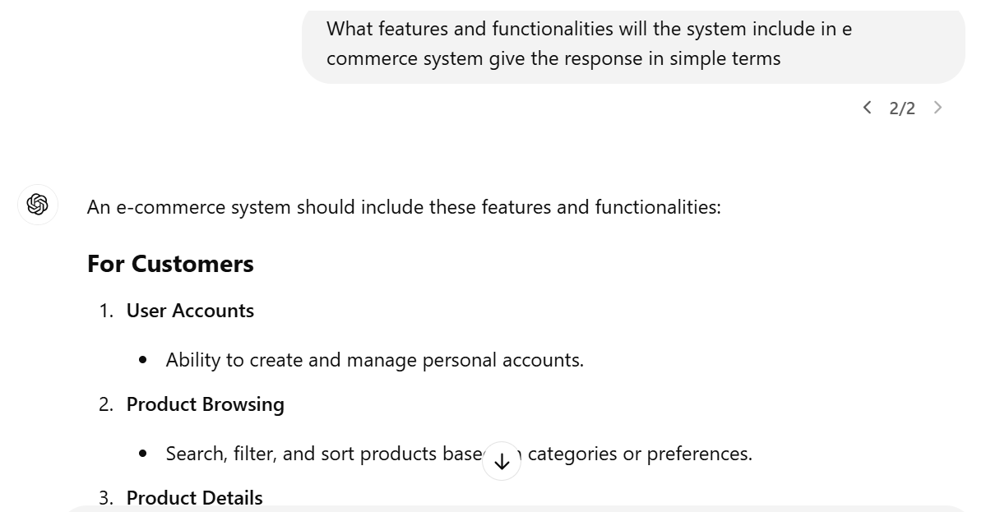 What features and functionalities will the system include in e
commerce system give the response in simple terms
2/2
An e-commerce system should include these features and functionalities:
For Customers
1. User Accounts
Ability to create and manage personal accounts.
2. Product Browsing
Search, filter, and sort products categories or preferences.
3. Product Details